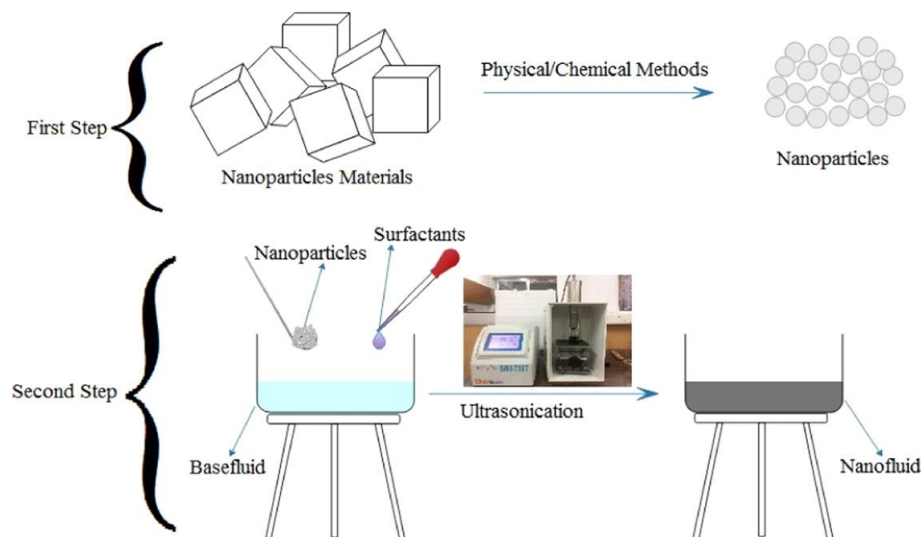 Physical/Chemical Methods
First Step
Nanoparticles Materials
Nanoparticles
Surfactants
Nanoparticles
Second Step
Ultrasonication
Basefluid
Nanofluid